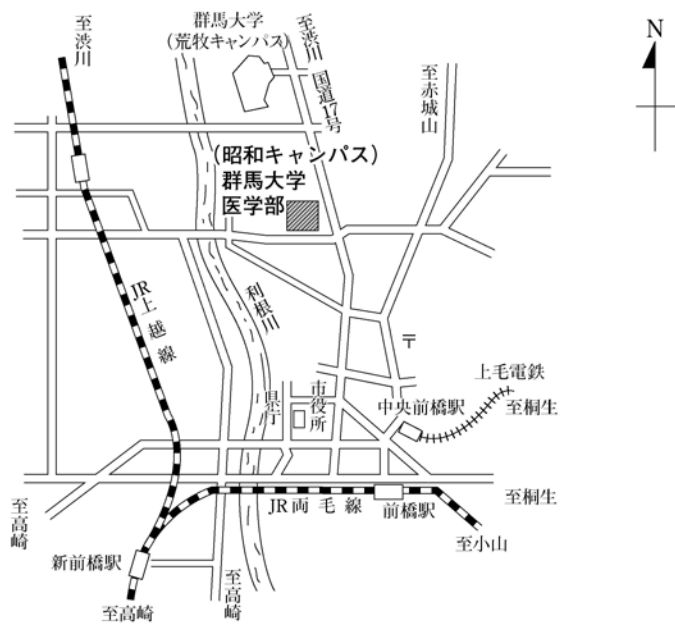 群馬大学
(荒牧キャンパス)
至渋川
至渋川
国道17号
至赤城山
N
(昭和キャンパス)
群馬大学
医学部
JR上越線
利根川
〒
上毛電鉄
至桐生
中央前橋駅
市役所
県庁
至高崎
JR両毛線
前橋駅
至桐生
至小山
新前橋駅
至高崎
至高崎